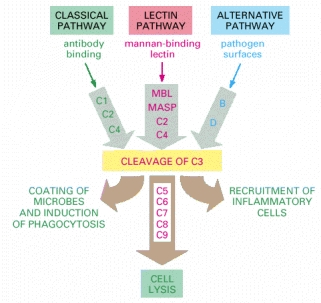 CLASSICAL
PATHWAY
LECTIN
PATHWAY
ALTERNATIVE
PATHWAY
antibody
binding
mannan-binding
lectin
pathogen
surfaces
C1
C2
C4
MBL
MASP
C2
C4
B
D
CLEAVAGE OF C3
COATING OF
MICROBES
AND INDUCTION
OF PHAGOCYTOSIS
C5
C6
C7
C8
C9
RECRUITMENT OF
INFLAMMATORY
CELLS
CELL
LYSIS